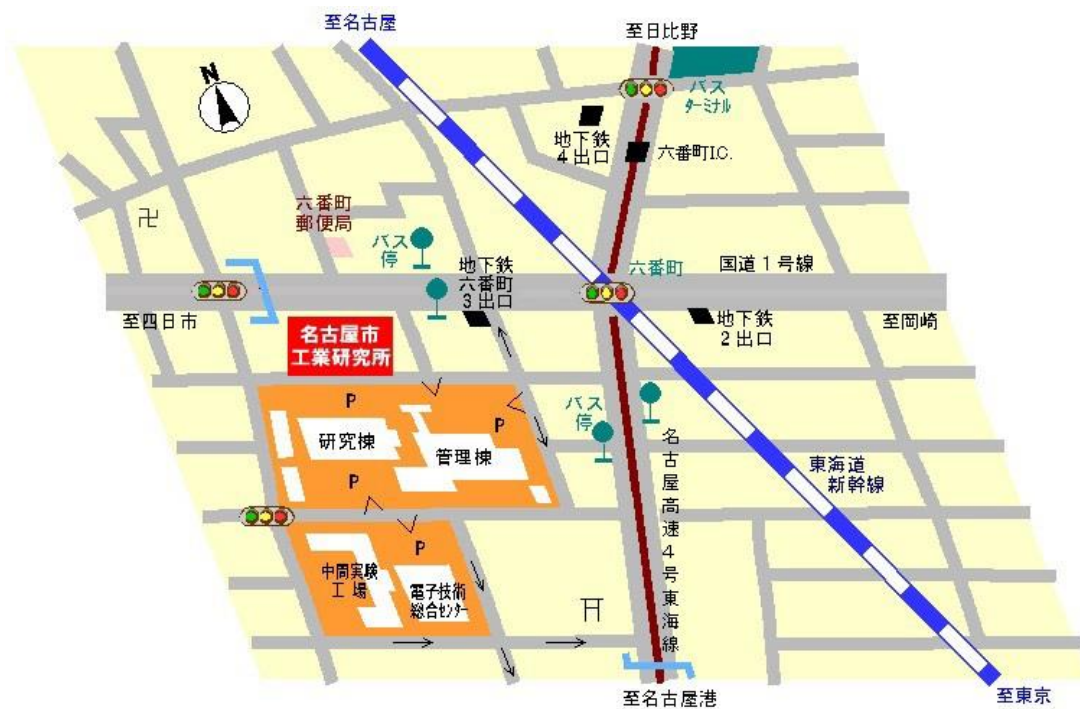 至名古屋
至日比野
N
バス
ターミナル
地下鉄
4出口
六番町I.C.
六番町
郵便局
バス
停
地下鉄
六番町
3出口
六番町
国道1号線
至四日市
地下鉄
2出口
至岡崎
名古屋市
工業研究所
P
研究棟
P
管理棟
P
バス
停
名古屋高速4号東海線
東海道
新幹線
P
中間実験
工場
電子技術
総合センター
至名古屋港
至東京